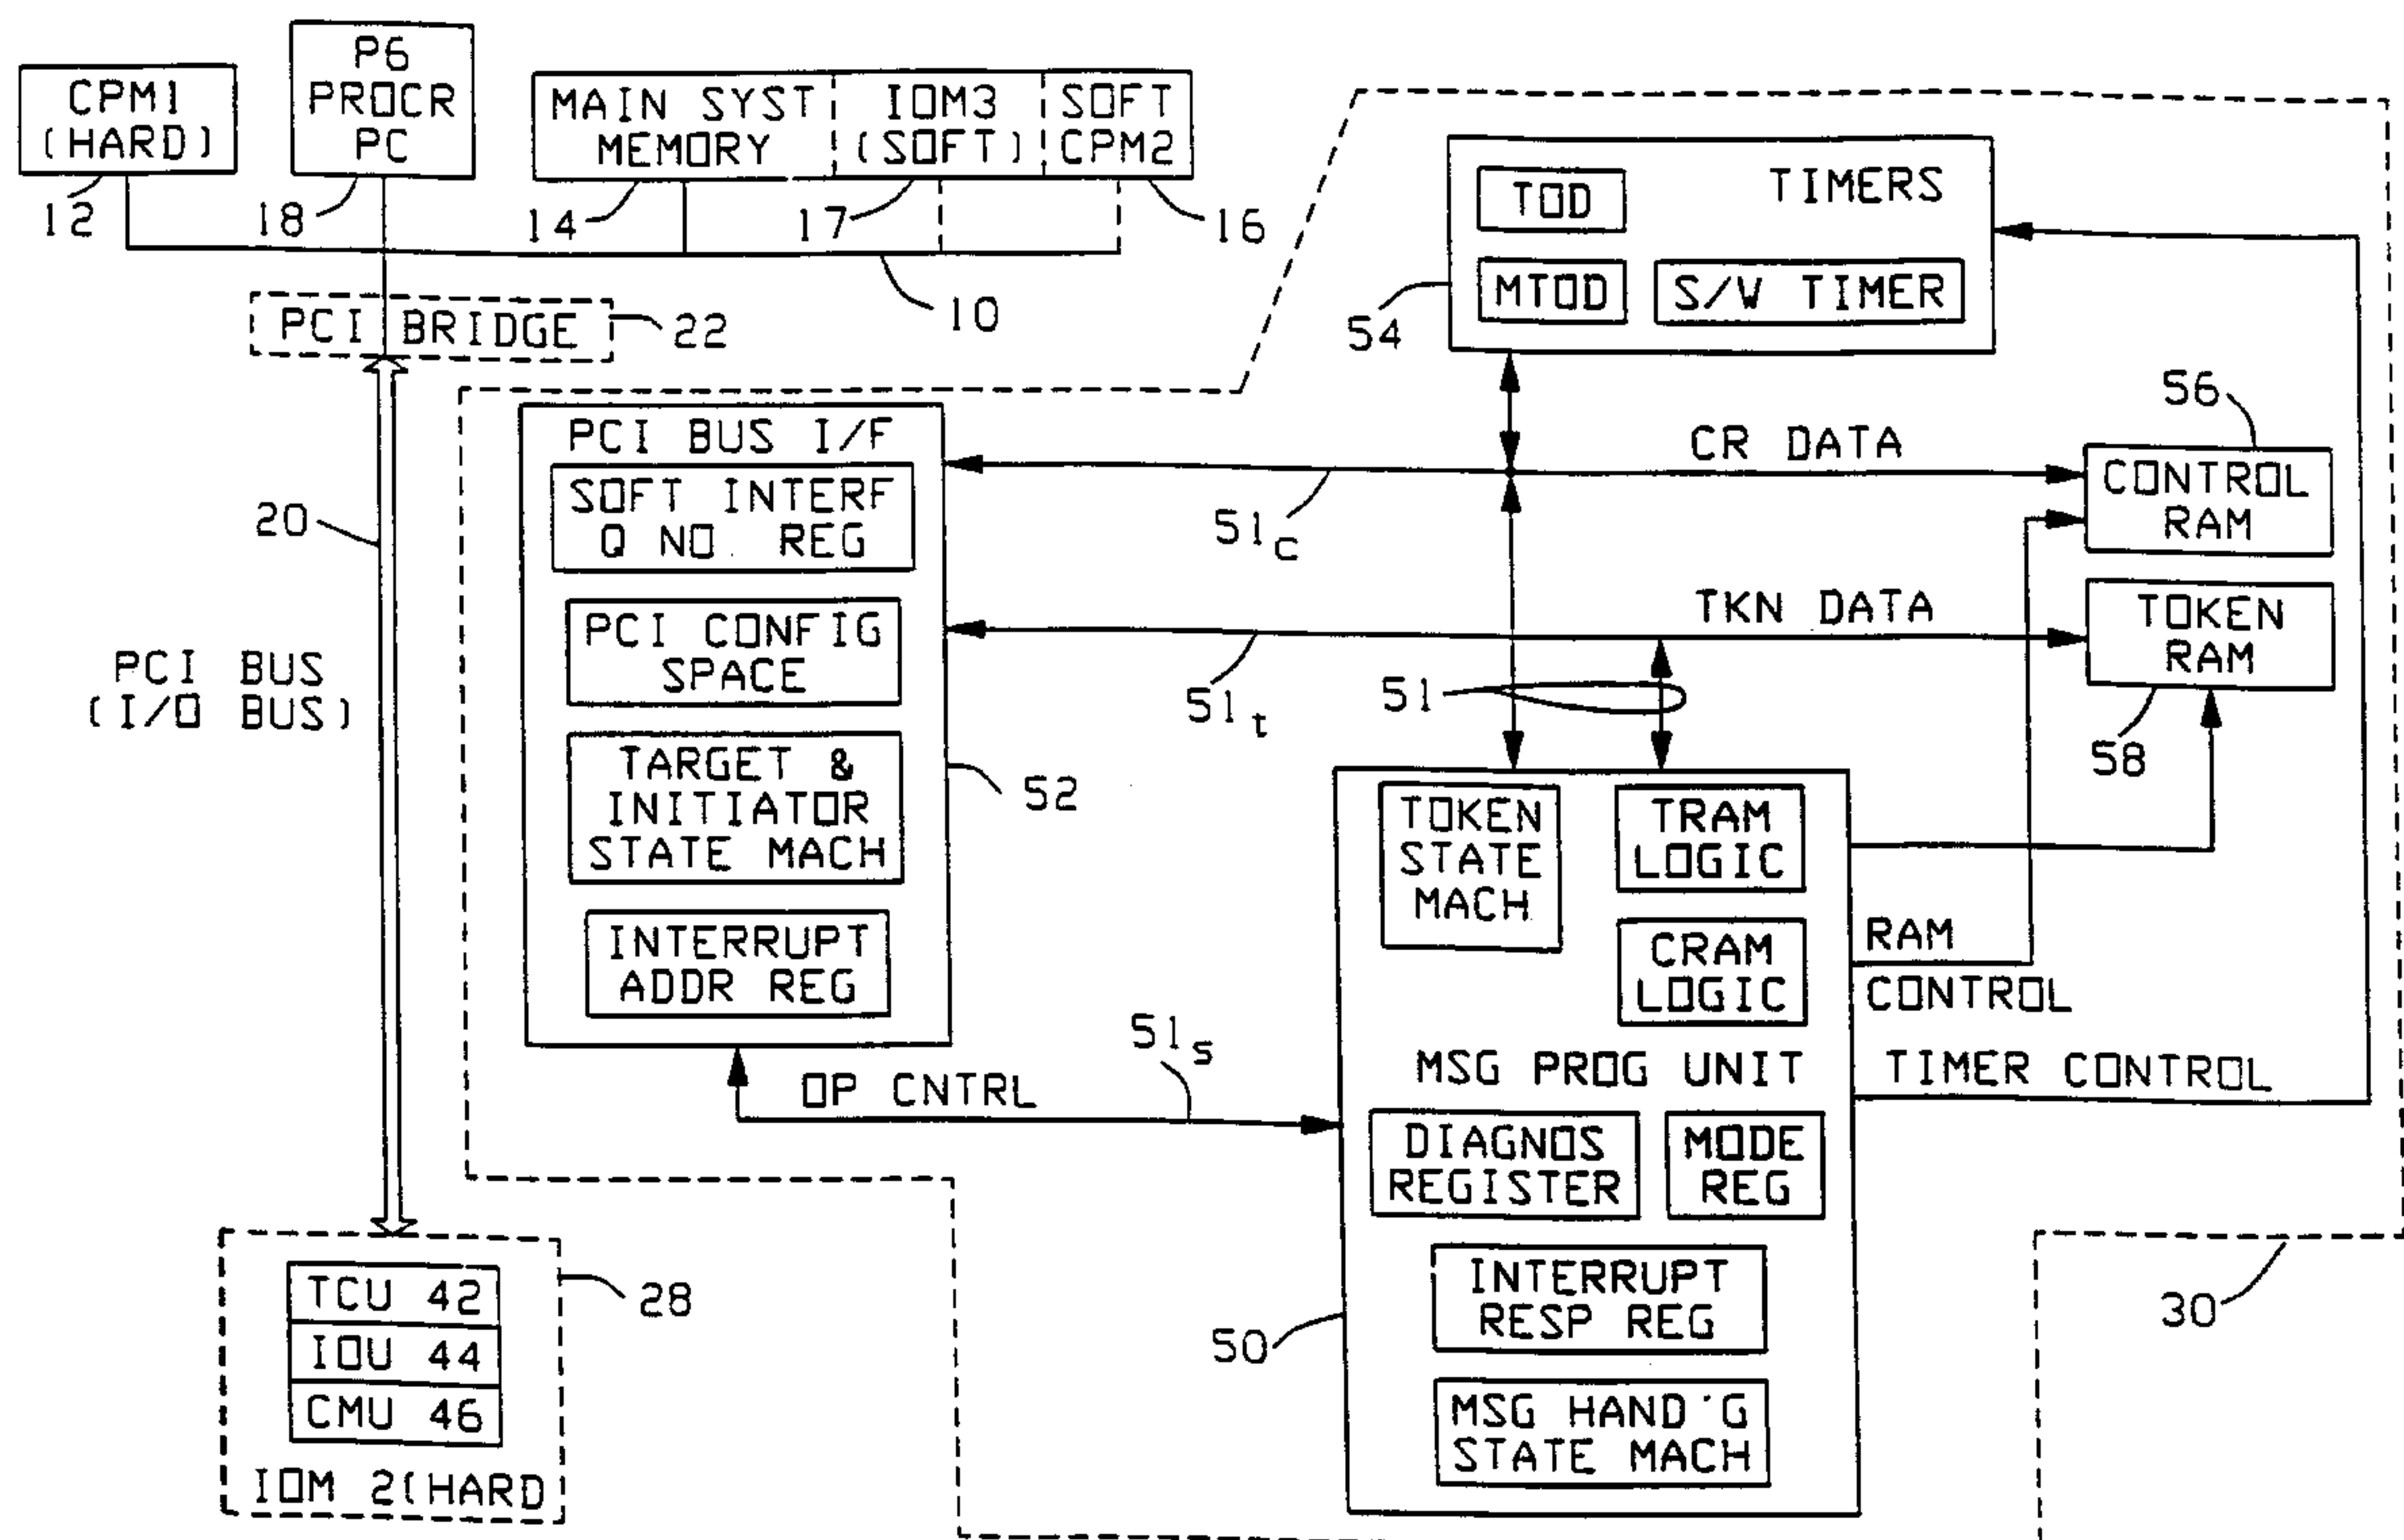 CPM1
(HARD)
12
P6
PROCR
PC
18
MAIN SYST
MEMORY
14
IOM3
(SOFT)
17
SOFT
CPM2
16
10
PCI BRIDGE
22
20
PCI BUS
(I/O BUS)
TCU 42
IOU 44
CMU 46
IOM 2(HARD
28
PCI BUS I/F
SOFT INTERF
Q NO. REG
PCI CONFIG
SPACE
TARGET &
INITIATOR
STATE MACH
INTERRUPT
ADDR REG
52
OP CNTRL
51s
TIMERS
TOD
MTOD
S/W TIMER
54
CR DATA
51c
56
CONTROL
RAM
TKN DATA
51t
51
TOKEN
RAM
58
TOKEN
STATE
MACH
TRAM
LOGIC
CRAM
LOGIC
RAM
CONTROL
MSG PROG UNIT
TIMER CONTROL
DIAGNOS
REGISTER
MODE
REG
INTERRUPT
RESP REG
MSG HAND'G
STATE MACH
50
30